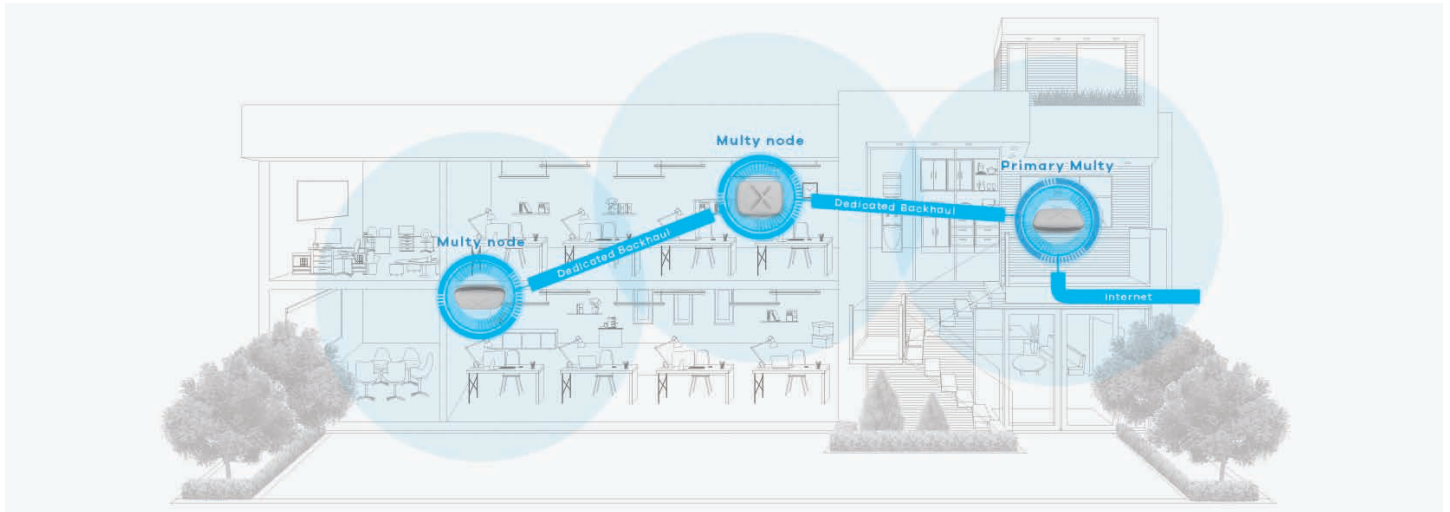 Multy node
Primary Multy
Dedicated Backhaul
Multy node
Dedicated Backhaul
internet